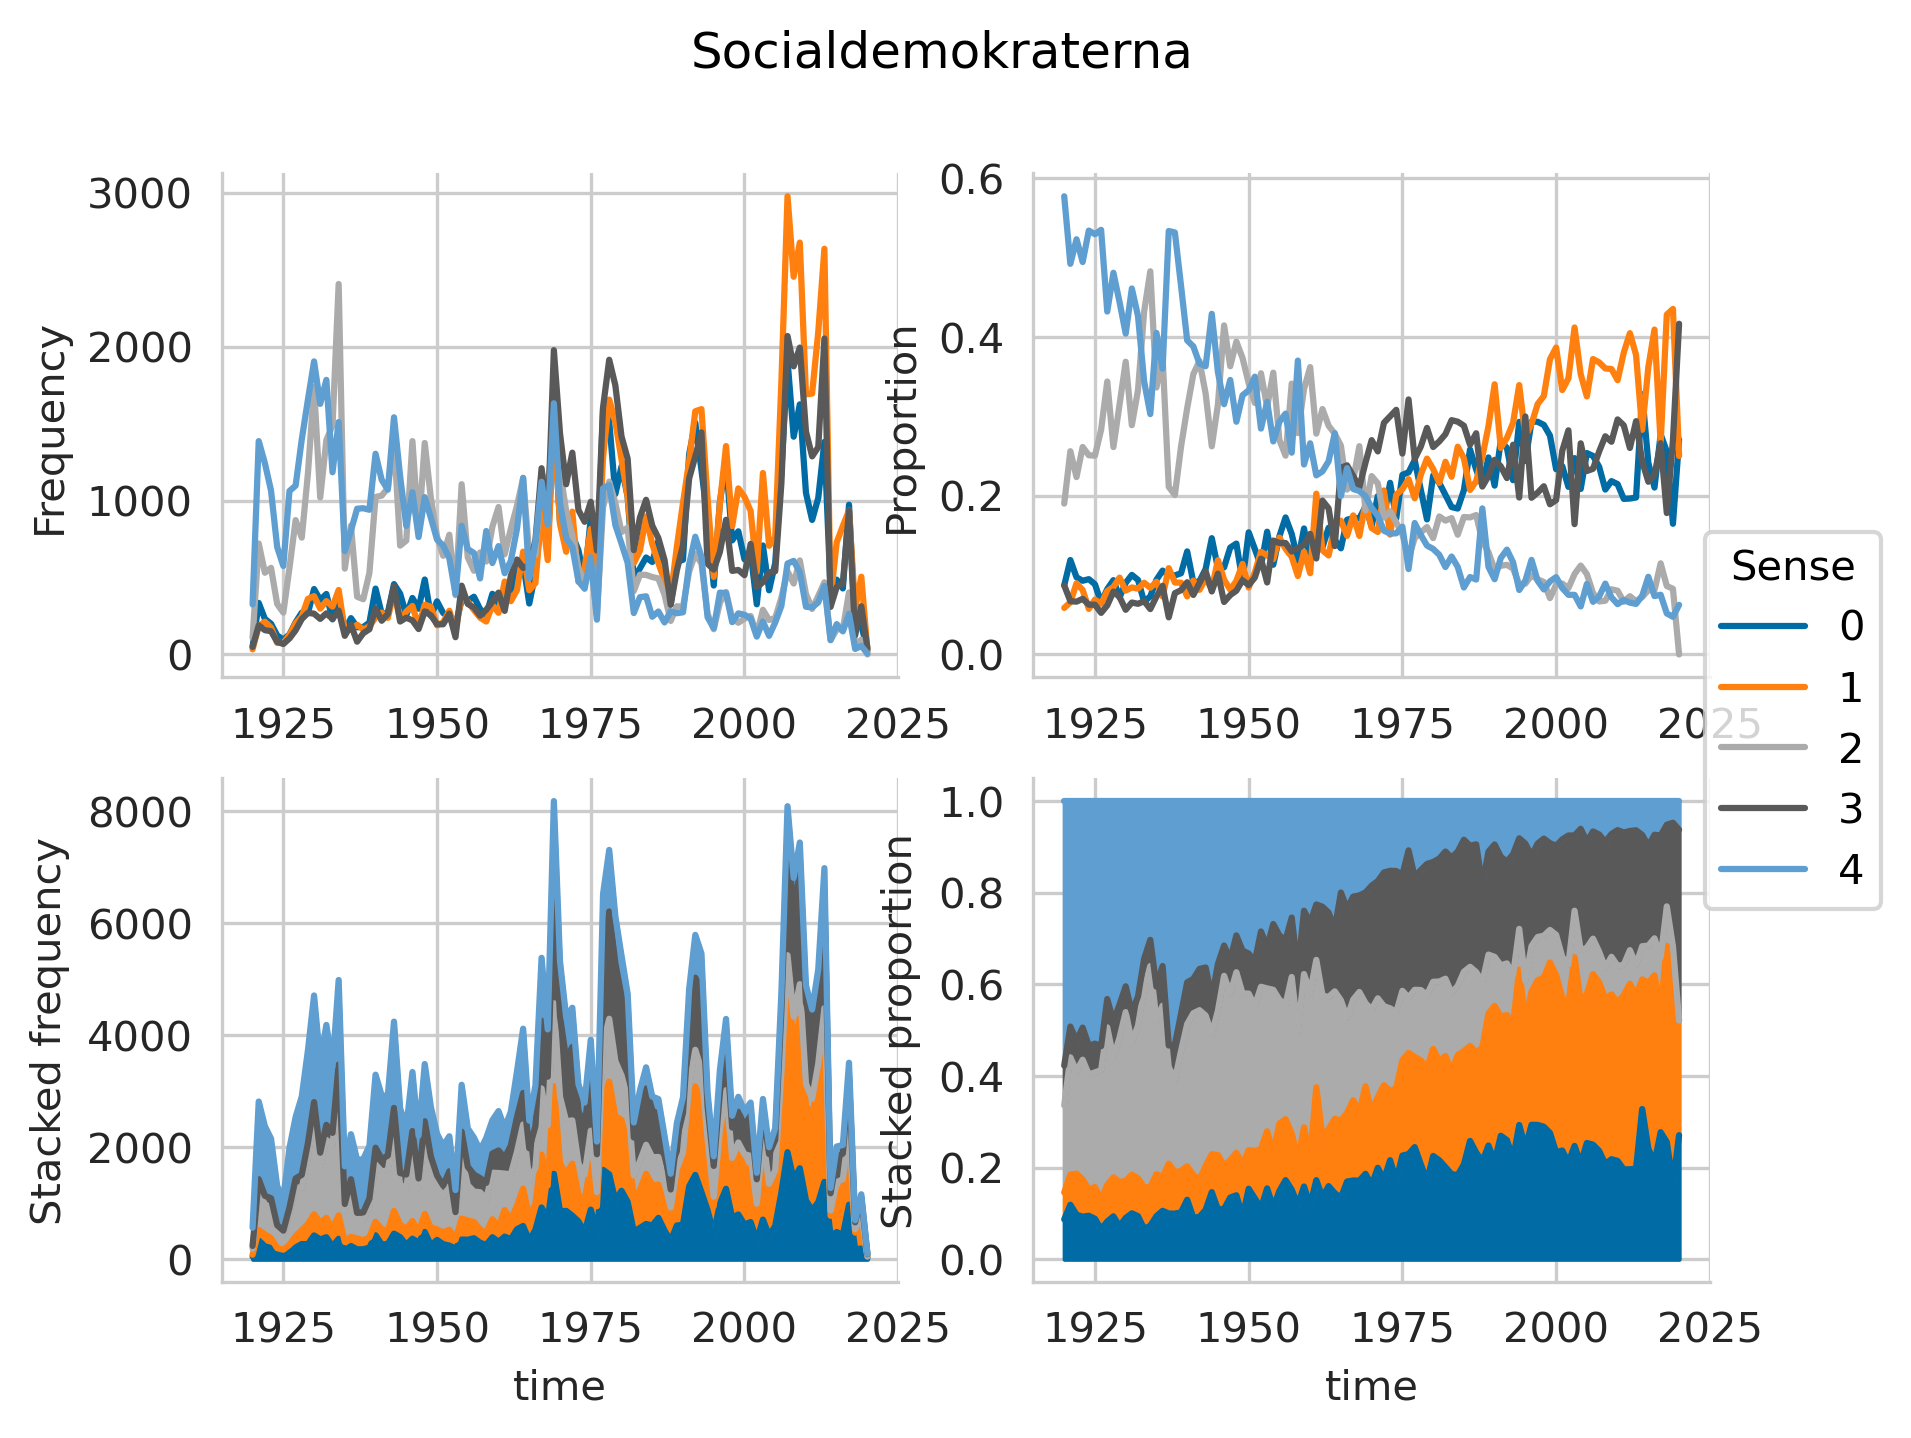 Socialdemokraterna
Frequency
3000
2000
1000
0
1925 1950 1975 2000 2025
Proportion
0.6
0.4
0.2
0.0
1925 1950 1975 2000 2025
Stacked frequency
8000
6000
4000
2000
0
1925 1950 1975 2000 2025
time
Stacked proportion
1.0
0.8
0.6
0.4
0.2
0.0
1925 1950 1975 2000 2025
time
Sense
0
1
2
3
4